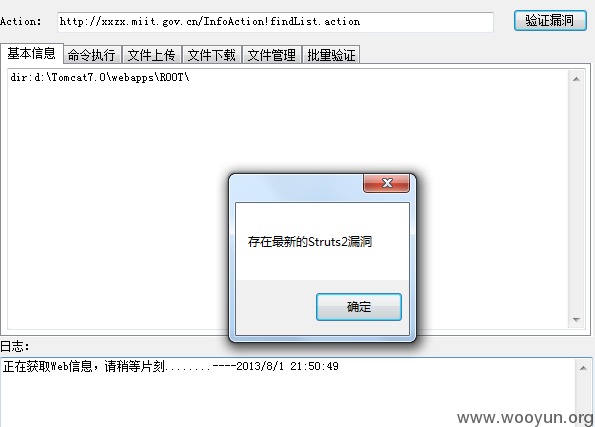 Action: http://xxzx.miit.gov.cn/InfoAction!findList.action 验证漏洞
基本信息 命令执行 文件上传 文件下载 文件管理 批量验证
dir:d:\Tomcat7.0\webapps\ROOT\
存在最新的Struts2漏洞
确定
日志:
正在获取Web信息，请稍等片刻........----2013/8/1 21:50:49
www.wooyun.org